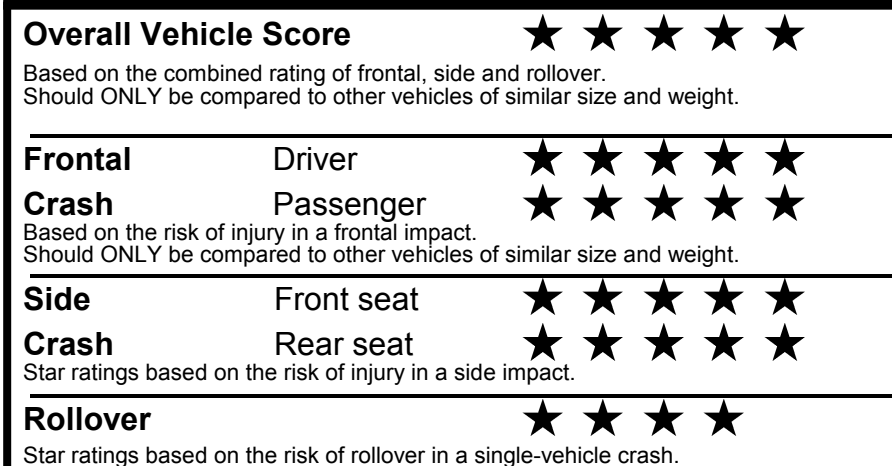 Overall Vehicle Score ★ ★ ★ ★ ★
Based on the combined rating of frontal, side and rollover.
Should ONLY be compared to other vehicles of similar size and weight.
Frontal Driver ★ ★ ★ ★ ★
Crash Passenger ★ ★ ★ ★ ★
Based on the risk of injury in a frontal impact.
Should ONLY be compared to other vehicles of similar size and weight.
Side Front seat ★ ★ ★ ★ ★
Crash Rear seat ★ ★ ★ ★ ★
Star ratings based on the risk of injury in a side impact.
Rollover ★ ★ ★ ★
Star ratings based on the risk of rollover in a single-vehicle crash.